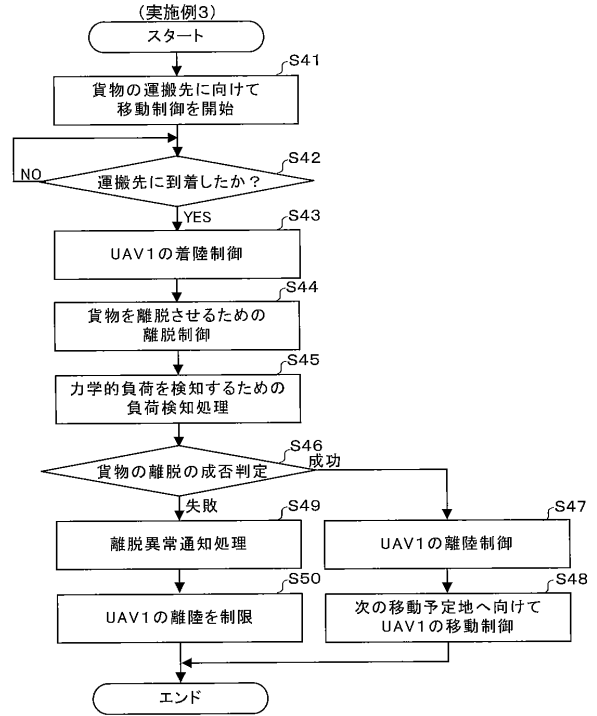 (実施例3)
スタート
S41
貨物の運搬先に向けて
移動制御を開始
S42
運搬先に到着したか?
NO
YES
S43
UAV1の着陸制御
S44
貨物を離脱させるための
離脱制御
S45
力学的負荷を検知するための
負荷検知処理
S46
貨物の離脱の成否判定
成功
失敗
S49
離脱異常通知処理
S47
UAV1の離陸制御
S50
UAV1の離陸を制限
S48
次の移動予定地へ向けて
UAV1の移動制御
エンド